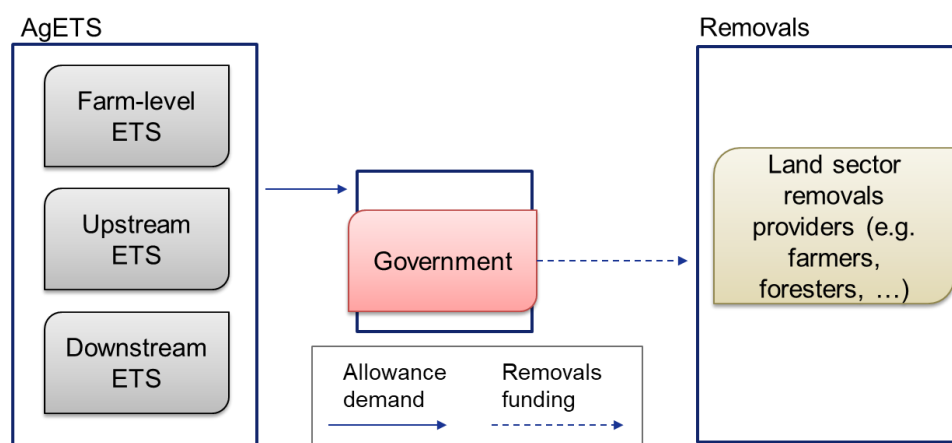 AgETS
Farm-level
ETS
Upstream
ETS
Downstream
ETS
Government
Allowance
demand
Removals
funding
Removals
Land sector
removals
providers (e.g.
farmers,
foresters, …)